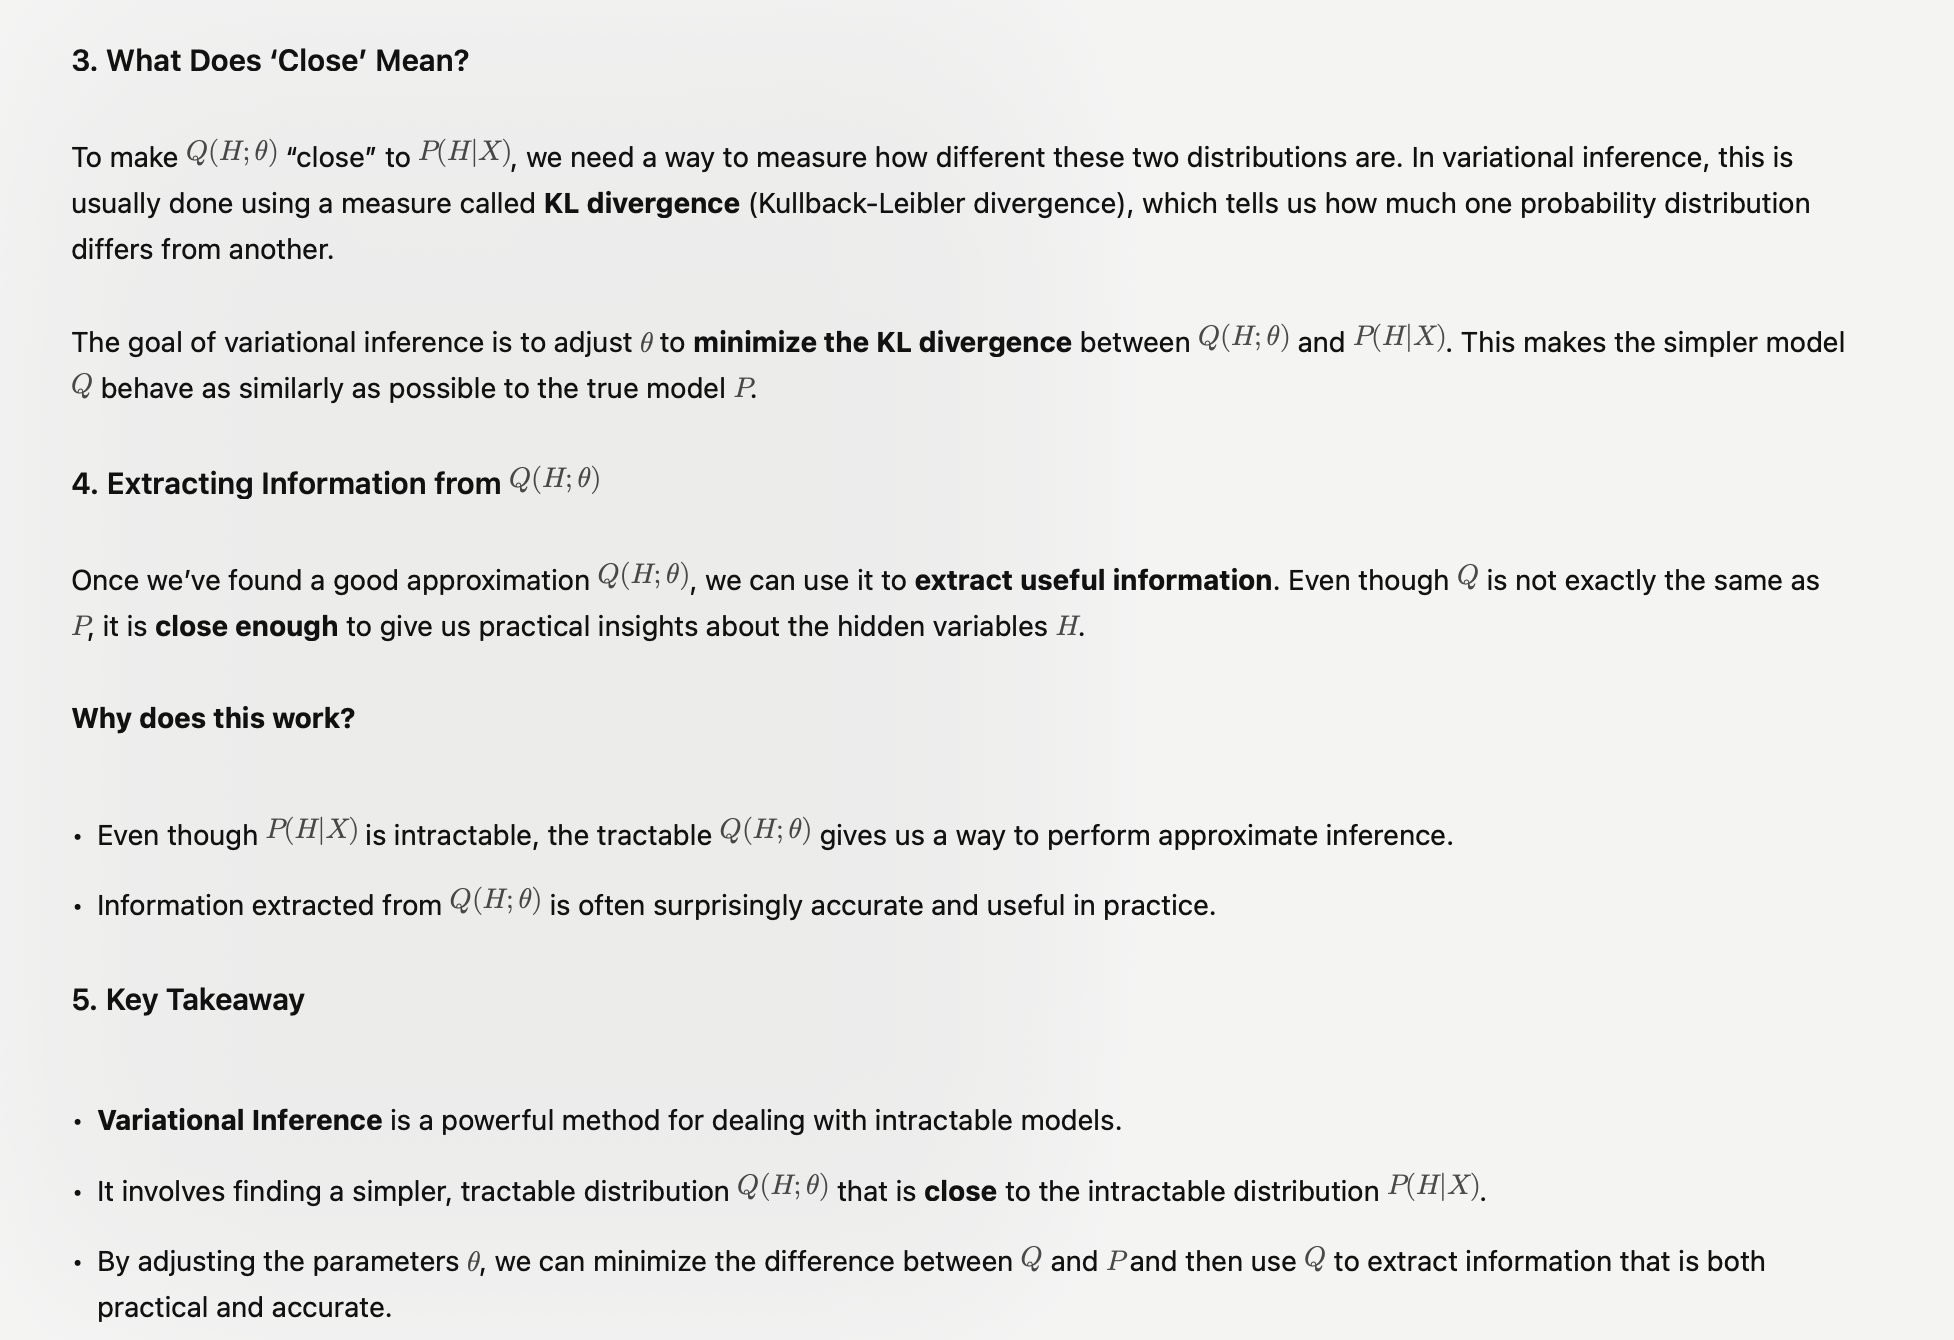 3. What Does ‘Close’ Mean?
To make Q(H; θ) “close” to P(H|X), we need a way to measure how different these two distributions are. In variational inference, this is
usually done using a measure called KL divergence (Kullback-Leibler divergence), which tells us how much one probability distribution
differs from another.
The goal of variational inference is to adjust θ to minimize the KL divergence between Q(H; θ) and P(H|X). This makes the simpler model
Q behave as similarly as possible to the true model P.
4. Extracting Information from Q(H; θ)
Once we’ve found a good approximation Q(H; θ), we can use it to extract useful information. Even though Q is not exactly the same as
P, it is close enough to give us practical insights about the hidden variables H.
Why does this work?
• Even though P(H|X) is intractable, the tractable Q(H; θ) gives us a way to perform approximate inference.
• Information extracted from Q(H; θ) is often surprisingly accurate and useful in practice.
5. Key Takeaway
• Variational Inference is a powerful method for dealing with intractable models.
• It involves finding a simpler, tractable distribution Q(H; θ) that is close to the intractable distribution P(H|X).
• By adjusting the parameters θ, we can minimize the difference between Q and P and then use Q to extract information that is both
practical and accurate.